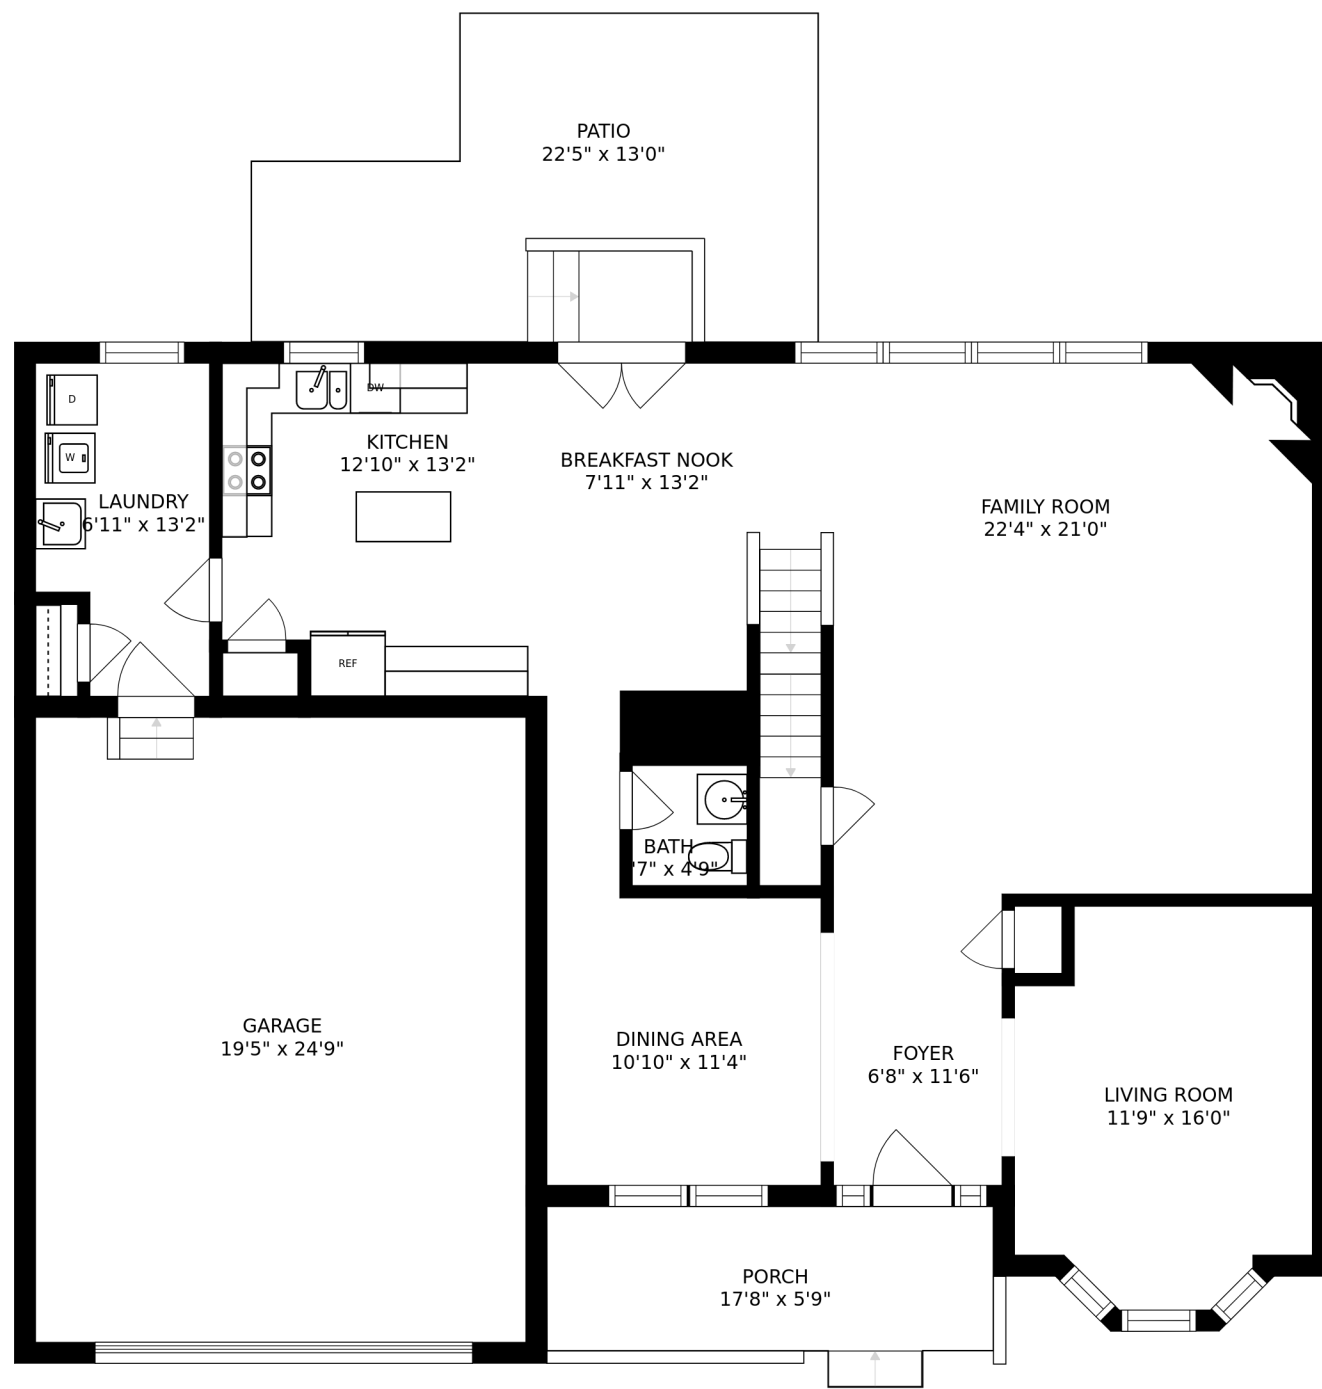 PATIO
22'5" x 13'0"
D
DW
KITCHEN
12'10" x 13'2"
W
BREAKFAST NOOK
7'11" x 13'2"
LAUNDRY
6'11" x 13'2"
FAMILY ROOM
22'4" x 21'0"
REF
BATH
'7" x 4'9"
GARAGE
19'5" x 24'9"
DINING AREA
10'10" x 11'4"
FOYER
6'8" x 11'6"
LIVING ROOM
11'9" x 16'0"
PORCH
17'8" x 5'9"